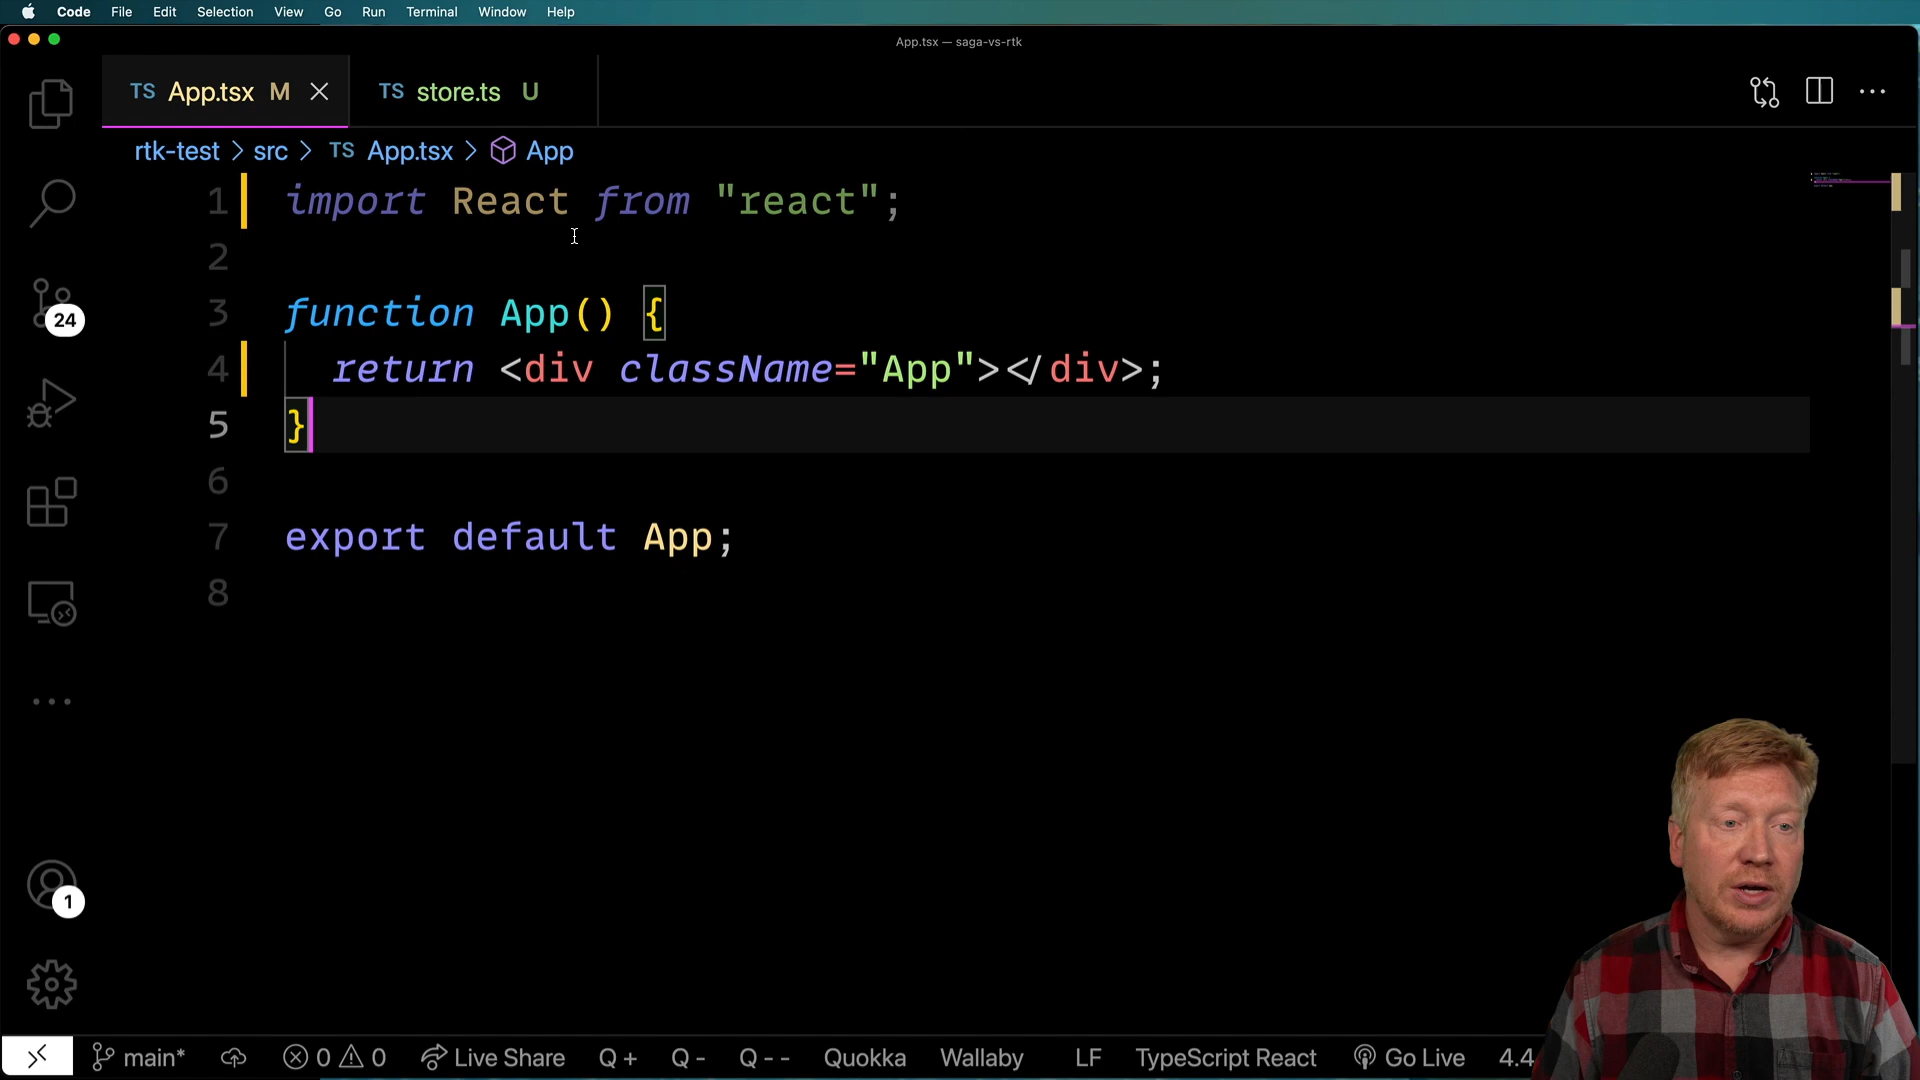 Code File Edit Selection View Go Run Terminal Window Help
App.tsx — saga-vs-rtk
TS App.tsx M TS store.ts U
rtk-test > src > TS App.tsx > App
1 import React from "react";
2
3 function App() {
4 return <div className="App"></div>;
5 }
6
7 export default App;
8
24
1
main* 0 0 Live Share Q + Q - Q - - Quokka Wallaby LF TypeScript React Go Live 4.4